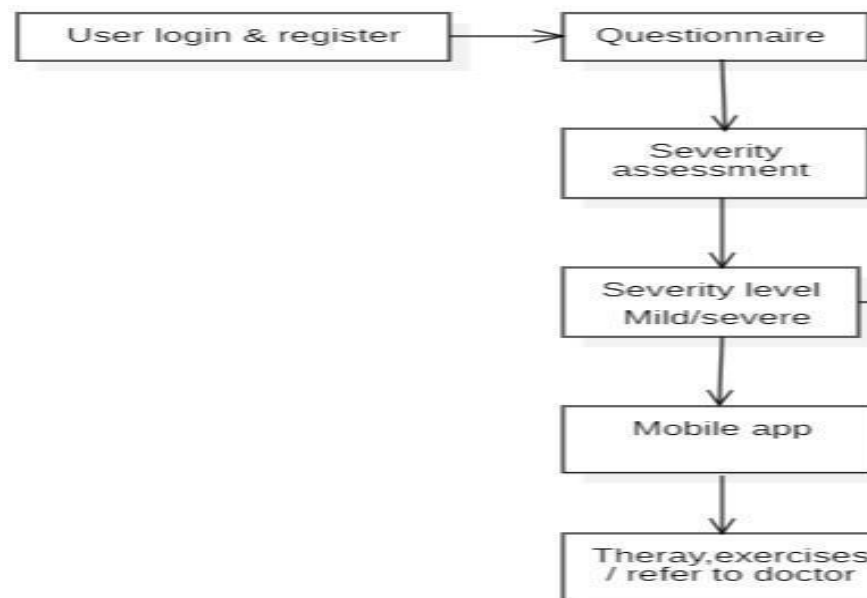 User login & register
Questionnaire
Severity
assessment
Severity level
Mild/severe
Mobile app
Theray,exercises
/ refer to doctor